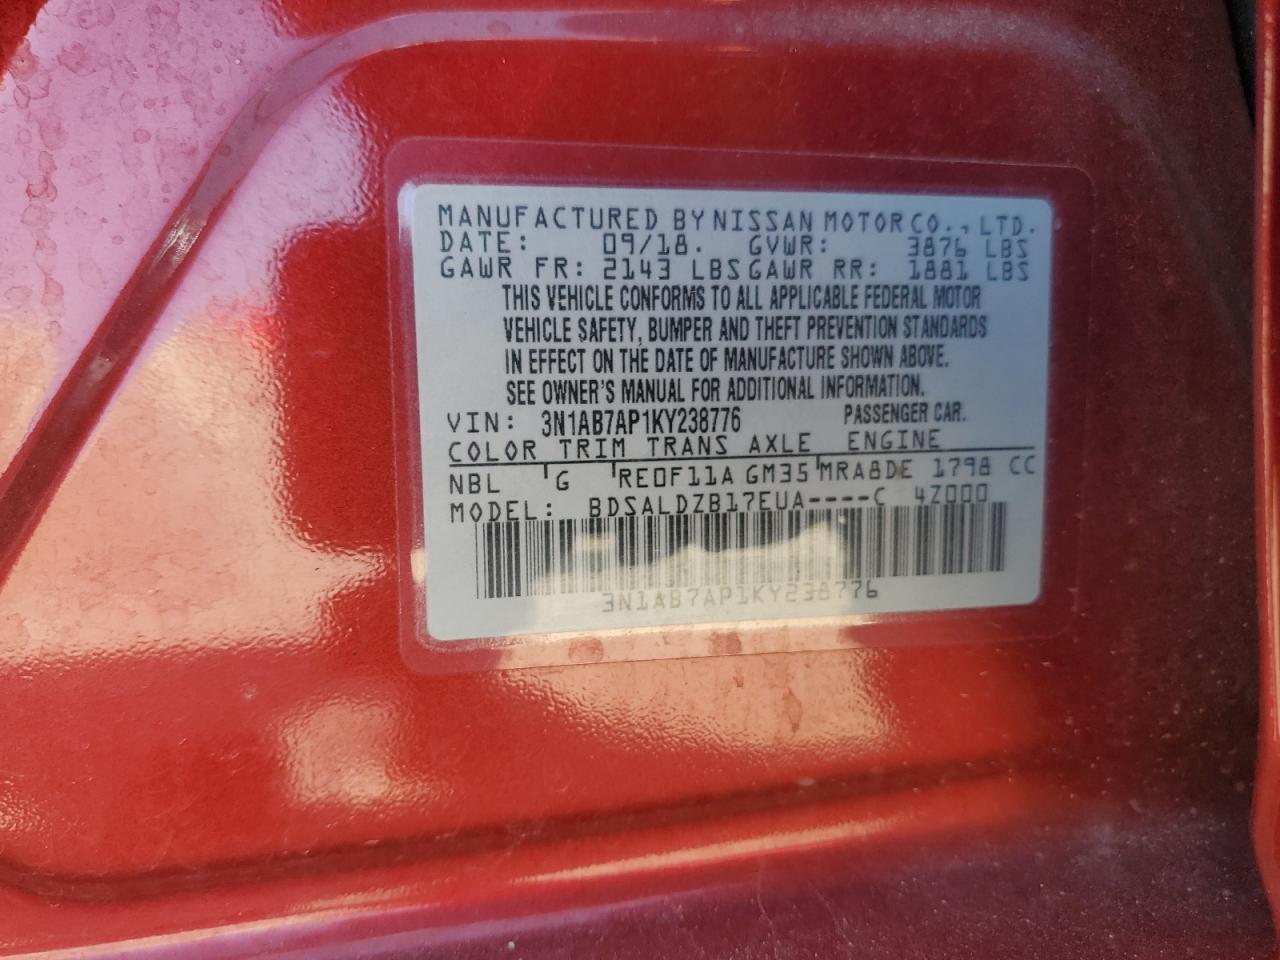 MANUFACTURED BY NISSAN MOTOR CO., LTD.
DATE: 09/18. GVWR: 3876 LBS
GAWR FR: 2143 LBS GAWR RR: 1881 LBS
THIS VEHICLE CONFORMS TO ALL APPLICABLE FEDERAL MOTOR
VEHICLE SAFETY, BUMPER AND THEFT PREVENTION STANDARDS
IN EFFECT ON THE DATE OF MANUFACTURE SHOWN ABOVE.
SEE OWNER'S MANUAL FOR ADDITIONAL INFORMATION.
VIN: 3N1AB7AP1KY238776 PASSENGER CAR.
COLOR TRIM TRANS AXLE ENGINE
NBL G RE0F11A GM35 MRA8DE 1798 CC
MODEL: BDSALDZB17EUA----C 4Z000
3N1AB7AP1KY238776